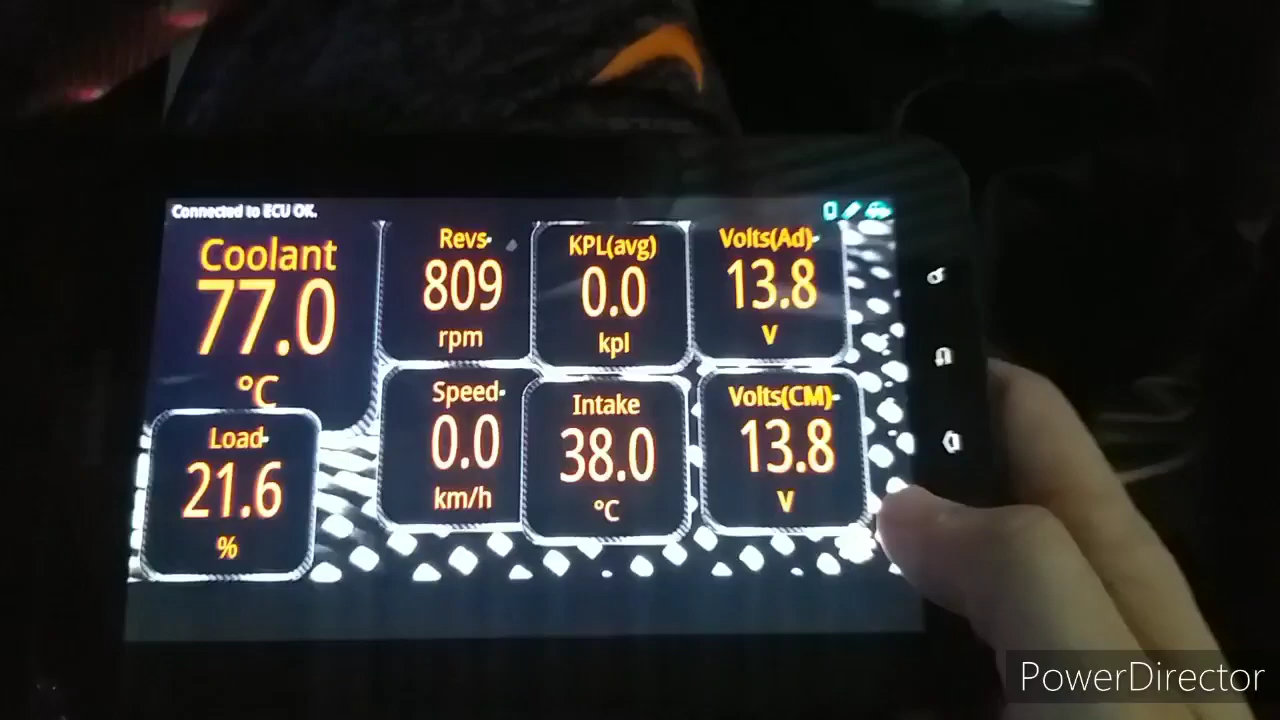 Connected to ECU OK.
Coolant
77.0
°C
Revs
809
rpm
KPL(avg)
0.0
kpl
Volts(Ad)
13.8
V
Load
21.6
%
Speed
0.0
km/h
Intake
38.0
°C
Volts(CM)
13.8
V
PowerDirector